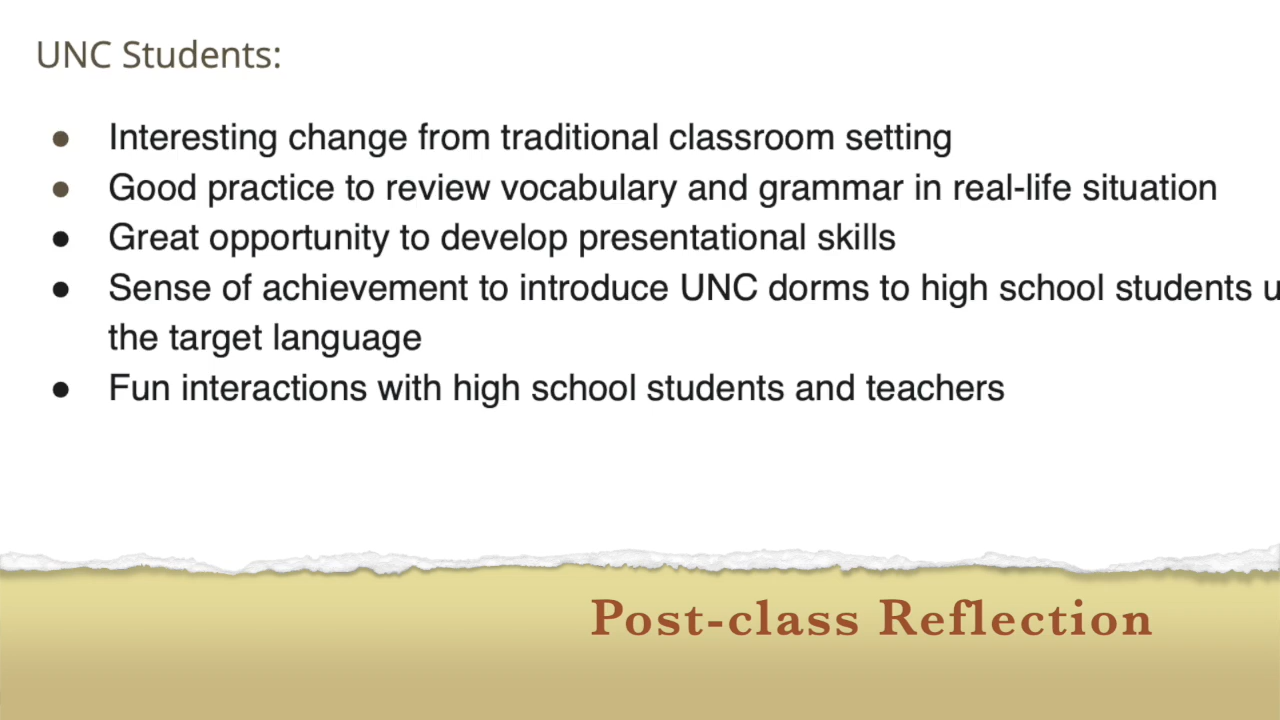 UNC Students:
● Interesting change from traditional classroom setting
● Good practice to review vocabulary and grammar in real-life situation
● Great opportunity to develop presentational skills
● Sense of achievement to introduce UNC dorms to high school students
the target language
● Fun interactions with high school students and teachers
Post-class Reflection